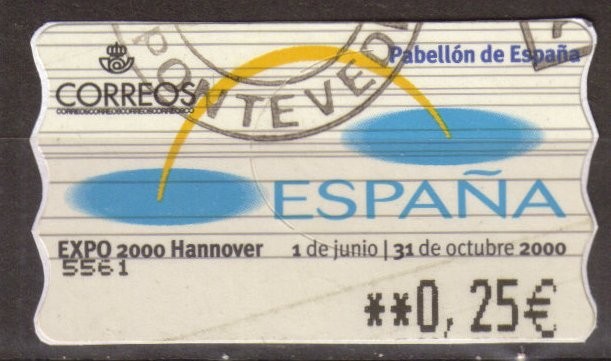 Pabellón de España
PONTEVED
CORREOS
CORREOSCORREOSCORREOSCORREOSCO
ESPAÑA
EXPO 2000 Hannover 1 de junio | 31 de octubre 2000
5561
**0,25€